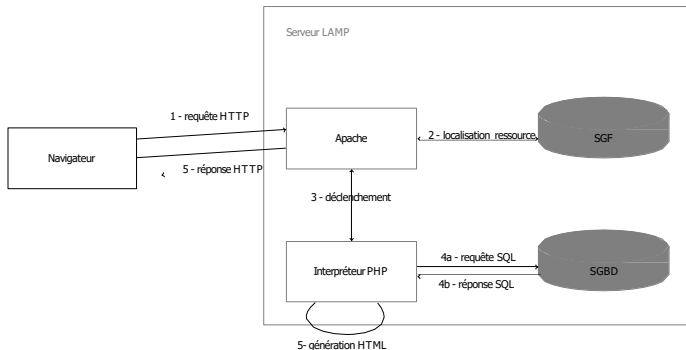 Serveur LAMP
1 - requête HTTP
Apache
2 - localisation ressource
SGF
Navigateur
5 - réponse HTTP
3 - déclenchement
4a - requête SQL
Interpréteur PHP
SGBD
4b - réponse SQL
5- génération HTML